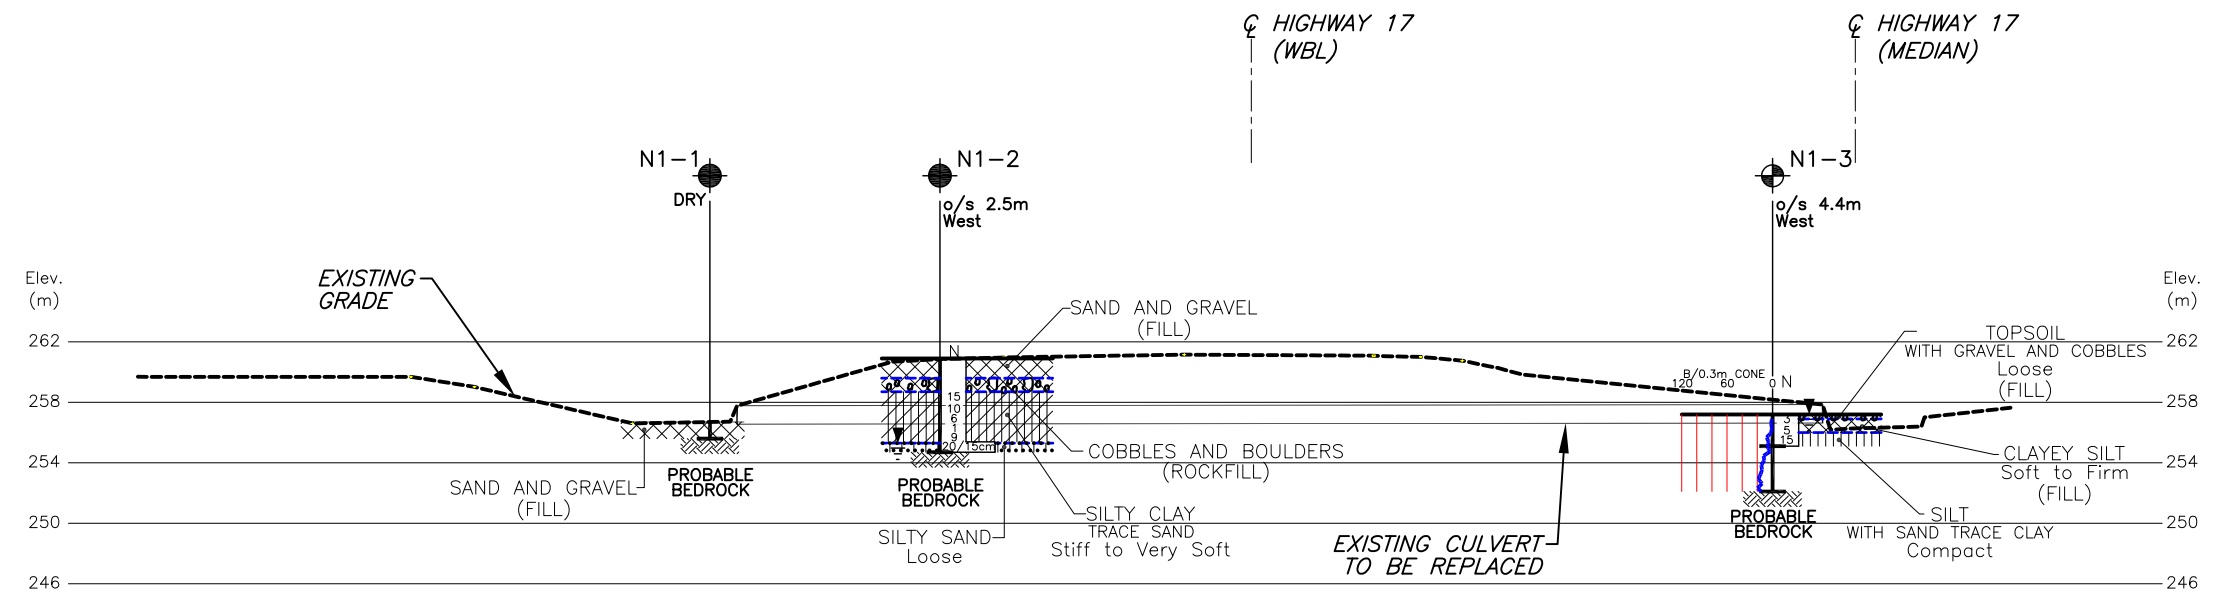 ℄ HIGHWAY 17
(WBL)
℄ HIGHWAY 17
(MEDIAN)
N1-1
DRY
N1-2
o/s 2.5m
West
N1-3
o/s 4.4m
West
Elev.
(m)
EXISTING
GRADE
Elev.
(m)
SAND AND GRAVEL
(FILL)
TOPSOIL
WITH GRAVEL AND COBBLES
Loose
(FILL)
262
262
N
B/0.3m CONE
120 60 0 N
258
258
15
10
6
1
9
20/15cm
3
5
15
254
254
COBBLES AND BOULDERS
(ROCKFILL)
CLAYEY SILT
Soft to Firm
(FILL)
PROBABLE
BEDROCK
PROBABLE
BEDROCK
SAND AND GRAVEL
(FILL)
SILTY CLAY
TRACE SAND
Stiff to Very Soft
SILTY SAND
Loose
PROBABLE
BEDROCK
SILT
WITH SAND TRACE CLAY
Compact
250
250
EXISTING CULVERT
TO BE REPLACED
246
246